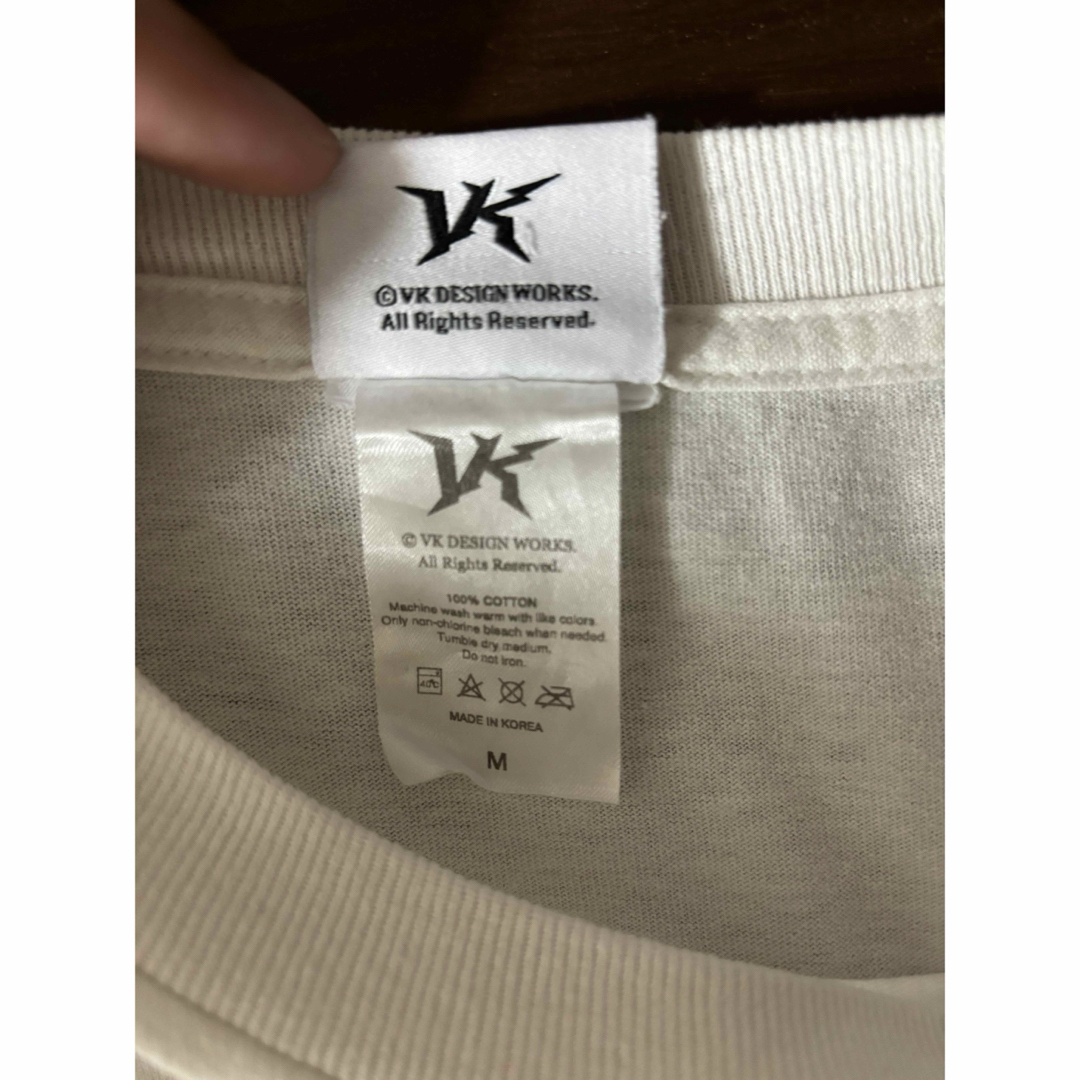 VK
© VK DESIGN WORKS.
All Rights Reserved.
VK
© VK DESIGN WORKS.
All Rights Reserved.
100% COTTON
Machine wash warm with like colors.
Only non-chlorine bleach when needed.
Tumble dry medium.
Do not iron.
40°C
MADE IN KOREA
M